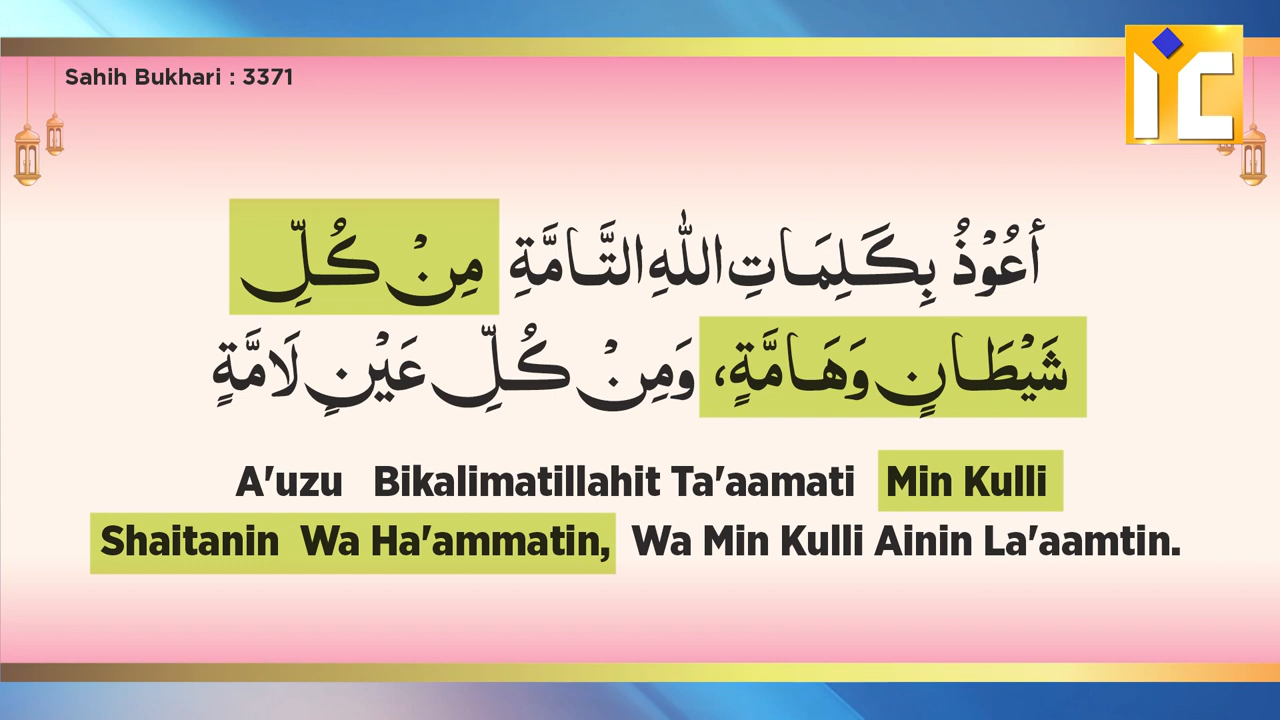 Sahih Bukhari : 3371
YC
أَعُوْذُ بِكَلِمَاتِ اللّٰهِ التَّامَّةِ مِنْ كُلِّ
شَيْطَانٍ وَهَامَّةٍ، وَمِنْ كُلِّ عَيْنٍ لَامَّةٍ
A'uzu Bikalimatillahit Ta'aamati Min Kulli
Shaitanin Wa Ha'ammatin, Wa Min Kulli Ainin La'aamtin.